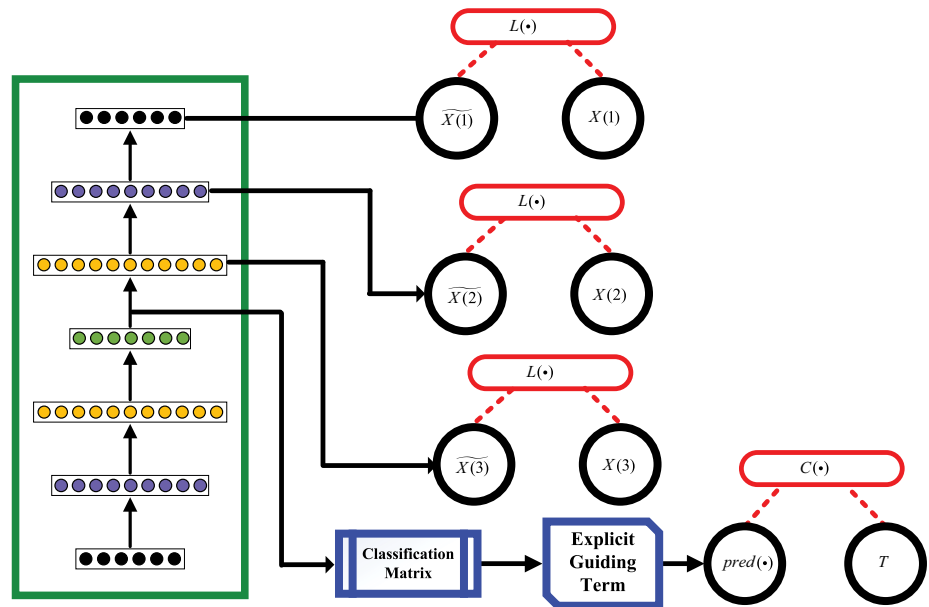 L(•)
X̃(1)
X(1)
L(•)
X̃(2)
X(2)
L(•)
X̃(3)
X(3)
C(•)
Classification
Matrix
Explicit
Guiding
Term
pred(•)
T